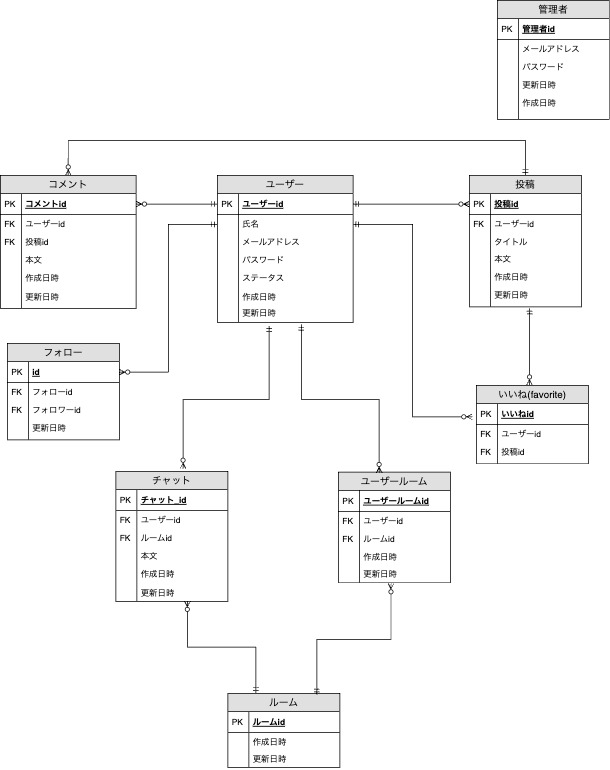 管理者
PK 管理者id
メールアドレス
パスワード
更新日時
作成日時
コメント
PK コメントid
FK ユーザーid
FK 投稿id
本文
作成日時
更新日時
ユーザー
PK ユーザーid
氏名
メールアドレス
パスワード
ステータス
作成日時
更新日時
投稿
PK 投稿id
FK ユーザーid
タイトル
本文
作成日時
更新日時
フォロー
PK id
FK フォローid
FK フォロワーid
更新日時
いいね(favorite)
PK いいねid
FK ユーザーid
FK 投稿id
チャット
PK チャット_id
FK ユーザーid
FK ルームid
本文
作成日時
更新日時
ユーザールーム
PK ユーザールームid
FK ユーザーid
FK ルームid
作成日時
更新日時
ルーム
PK ルームid
作成日時
更新日時